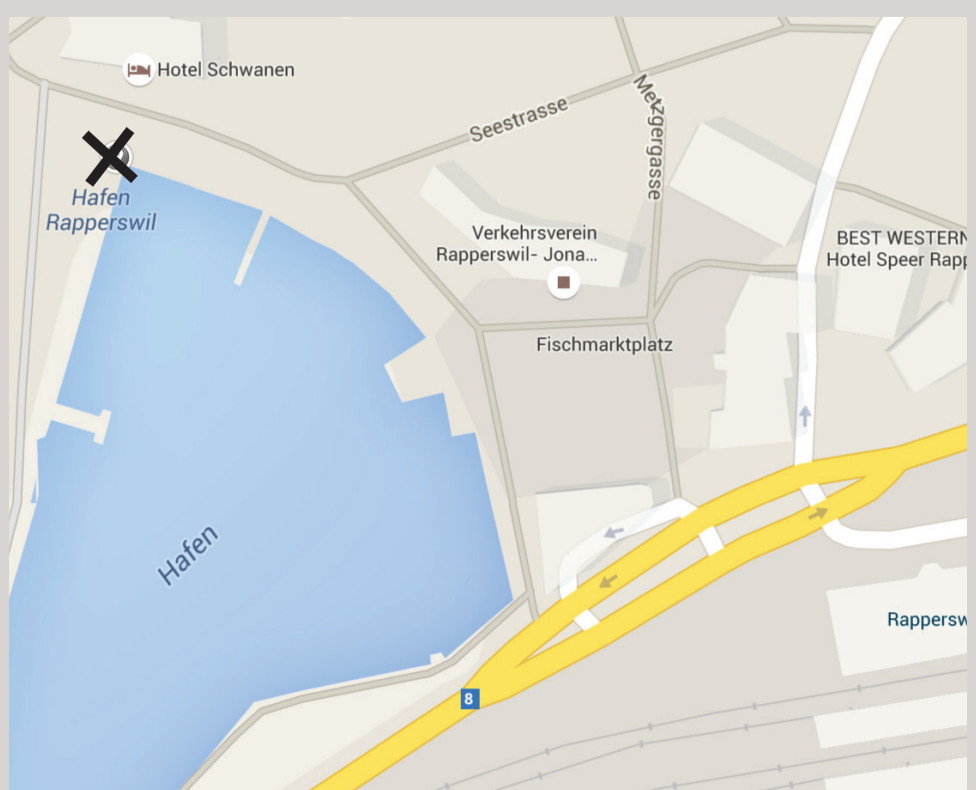 Hotel Schwanen
Seestrasse
Metzgergasse
Hafen
Rapperswil
Verkehrsverein
Rapperswil- Jona...
BEST WESTERN
Hotel Speer Rapp
Fischmarktplatz
Hafen
Rappersw
8